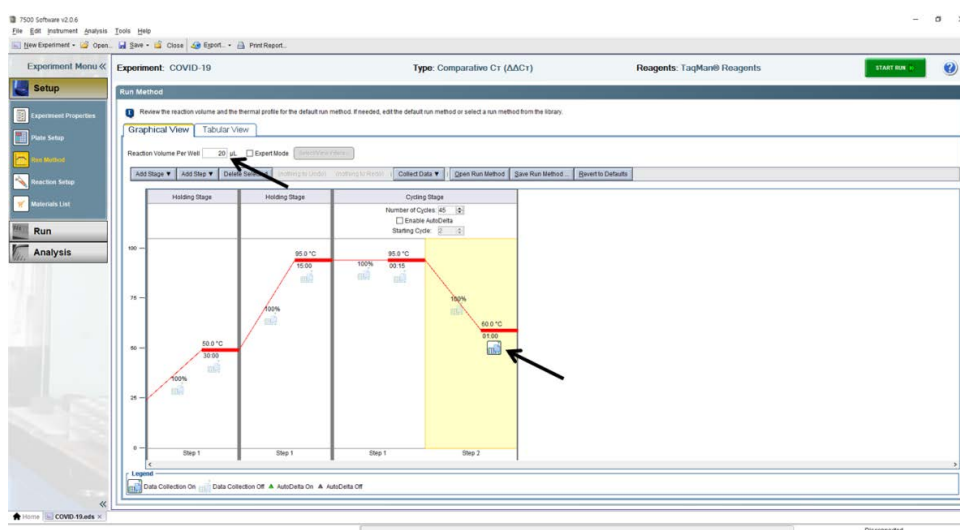 7500 Software v2.0.6
File Edit Instrument Analysis Tools Help
New Experiment Open... Save Close Export... Print Report...
Experiment Menu «
Experiment: COVID-19 Type: Comparative CT (ΔΔCT) Reagents: TaqMan® Reagents START RUN
Setup
Experiment Properties
Plate Setup
Run Method
Reaction Setup
Materials List
Run
Analysis
Run Method
Review the reaction volume and the thermal profile for the default run method. If needed, edit the default run method or select a run method from the library.
Graphical View Tabular View
Reaction Volume Per Well 20 µL Expert Mode
Add Stage ▼ Add Step ▼ Delete Selected Collect Data ▼ Open Run Method Save Run Method... Revert to Defaults
Holding Stage Holding Stage Cycling Stage
Number of Cycles: 45
Enable AutoDelta
Starting Cycle: 2
100
95.0 °C 95.0 °C
15:00 100% 00:15
75
100% 100%
60.0 °C
01:00
50
50.0 °C
30:00
100%
25
0
Step 1 Step 1 Step 1 Step 2
Legend
Data Collection On Data Collection Off ▲ AutoDelta On ▲ AutoDelta Off
«
Home COVID-19.eds ×
Disconnected